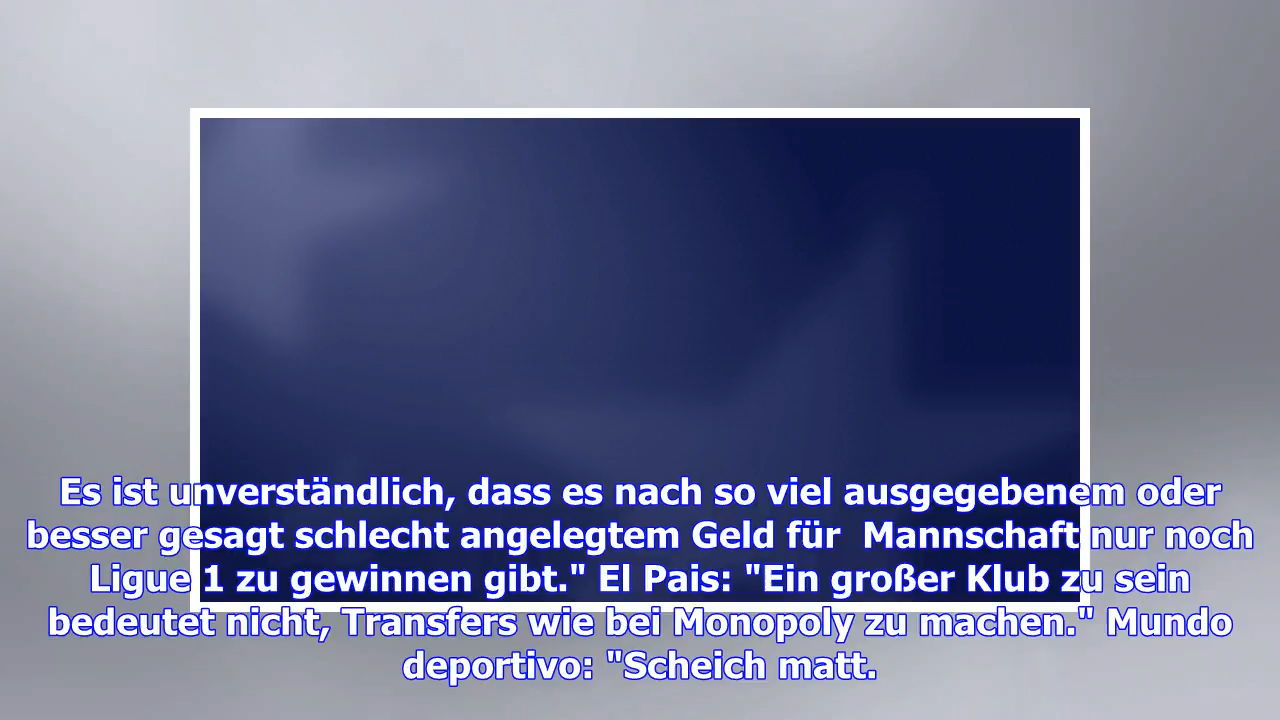 Es ist unverständlich, dass es nach so viel ausgegebenem oder
besser gesagt schlecht angelegtem Geld für  Mannschaft nur noch
Ligue 1 zu gewinnen gibt." El Pais: "Ein großer Klub zu sein
bedeutet nicht, Transfers wie bei Monopoly zu machen." Mundo
deportivo: "Scheich matt.